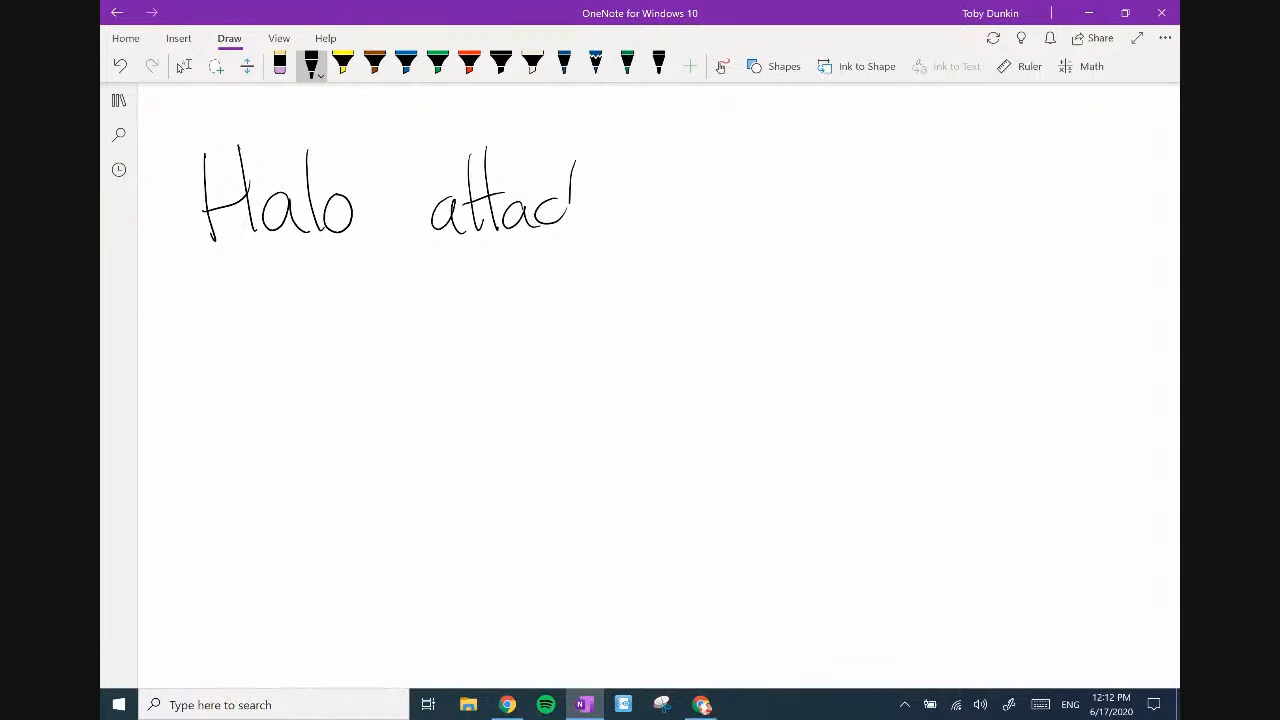 OneNote for Windows 10
Toby Dunkin
Home Insert Draw View Help
Share
Shapes Ink to Shape Ink to Text Ruler Math
Halo attac
Type here to search
ENG
12:12 PM
6/17/2020